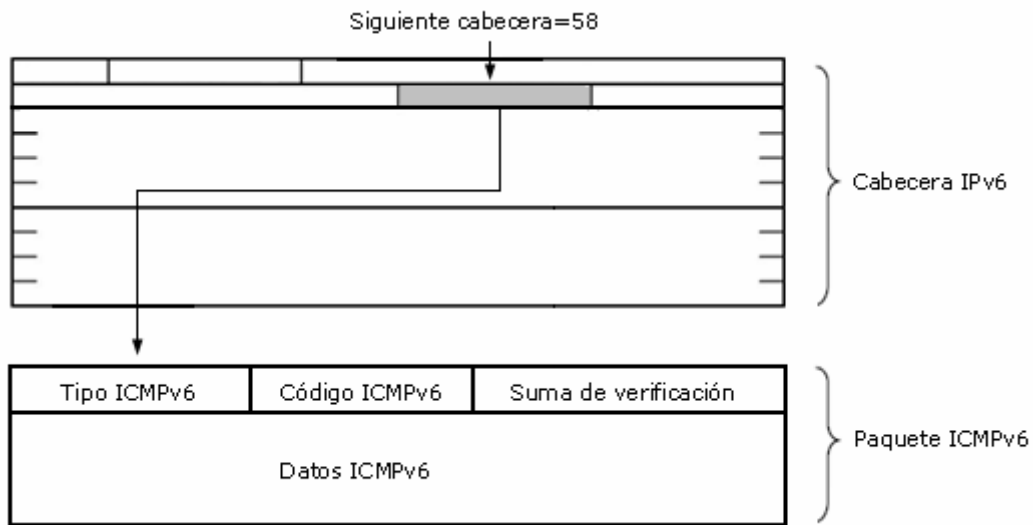 Siguiente cabecera=58
Cabecera IPv6
Tipo ICMPv6
Código ICMPv6
Suma de verificación
Datos ICMPv6
Paquete ICMPv6